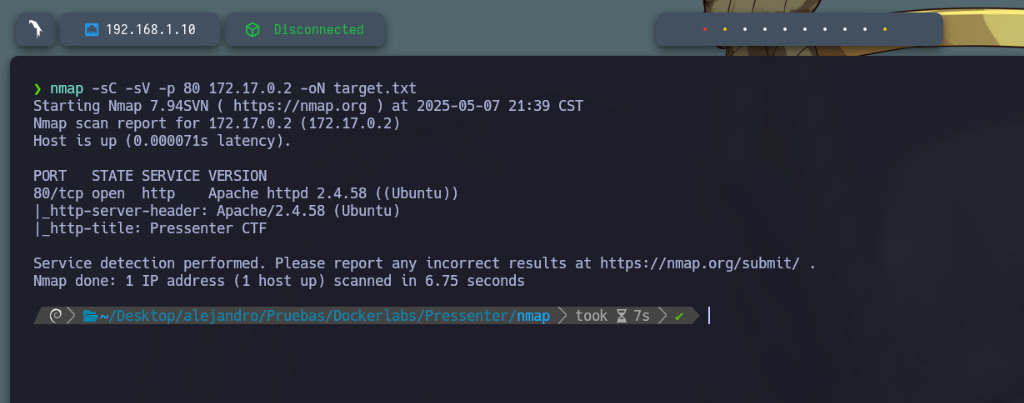 192.168.1.10 Disconnected
❯ nmap -sC -sV -p 80 172.17.0.2 -oN target.txt
Starting Nmap 7.94SVN ( https://nmap.org ) at 2025-05-07 21:39 CST
Nmap scan report for 172.17.0.2 (172.17.0.2)
Host is up (0.000071s latency).
PORT   STATE SERVICE VERSION
80/tcp open  http    Apache httpd 2.4.58 ((Ubuntu))
|_http-server-header: Apache/2.4.58 (Ubuntu)
|_http-title: Pressenter CTF
Service detection performed. Please report any incorrect results at https://nmap.org/submit/ .
Nmap done: 1 IP address (1 host up) scanned in 6.75 seconds
~/Desktop/alejandro/Pruebas/Dockerlabs/Pressenter/nmap took 7s ✔